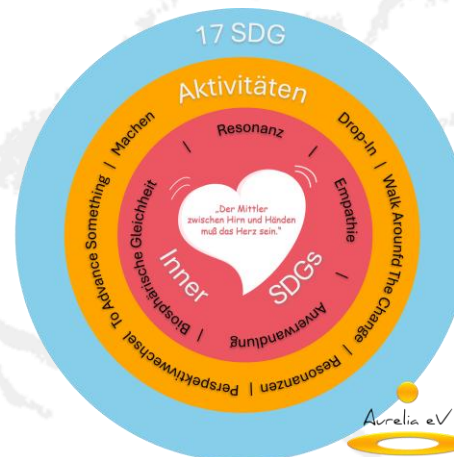 17 SDG
Aktivitäten
Machen | To Advance Something | Perspektivwechsel | Resonanzen | Walk Arounfd The Change | Drop-In
Resonanz | Empathie | Anverwandlung | Biosphärische Gleichheit |
„Der Mittler
zwischen Hirn und Händen
muß das Herz sein."
Inner SDGs
Aurelia eV